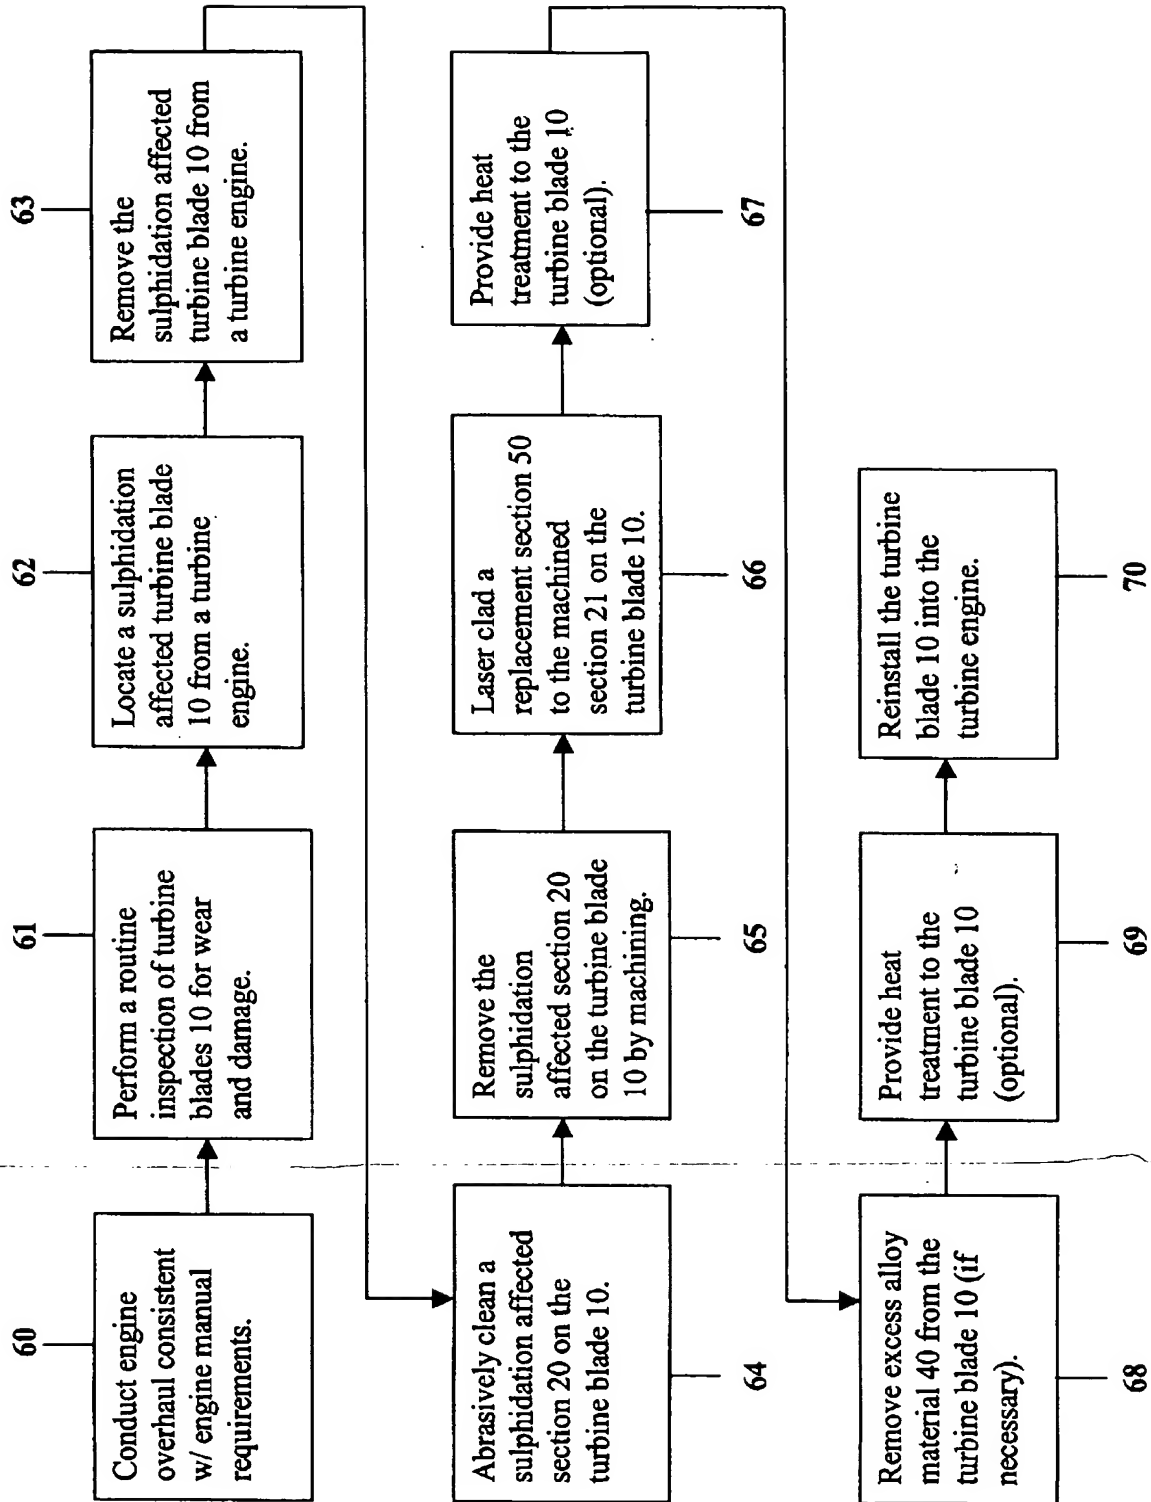 60
Conduct engine
overhaul consistent
w/ engine manual
requirements.
61
Perform a routine
inspection of turbine
blades 10 for wear
and damage.
62
Locate a sulphidation
affected turbine blade
10 from a turbine
engine.
63
Remove the
sulphidation affected
turbine blade 10 from
a turbine engine.
Abrasively clean a
sulphidation affected
section 20 on the
turbine blade 10.
64
Remove the
sulphidation
affected section 20
on the turbine blade
10 by machining.
65
Laser clad a
replacement section 50
to the machined
section 21 on the
turbine blade 10.
66
Provide heat
treatment to the
turbine blade 10
(optional).
67
Remove excess alloy
material 40 from the
turbine blade 10 (if
necessary).
68
Provide heat
treatment to the
turbine blade 10
(optional).
69
Reinstall the turbine
blade 10 into the
turbine engine.
70